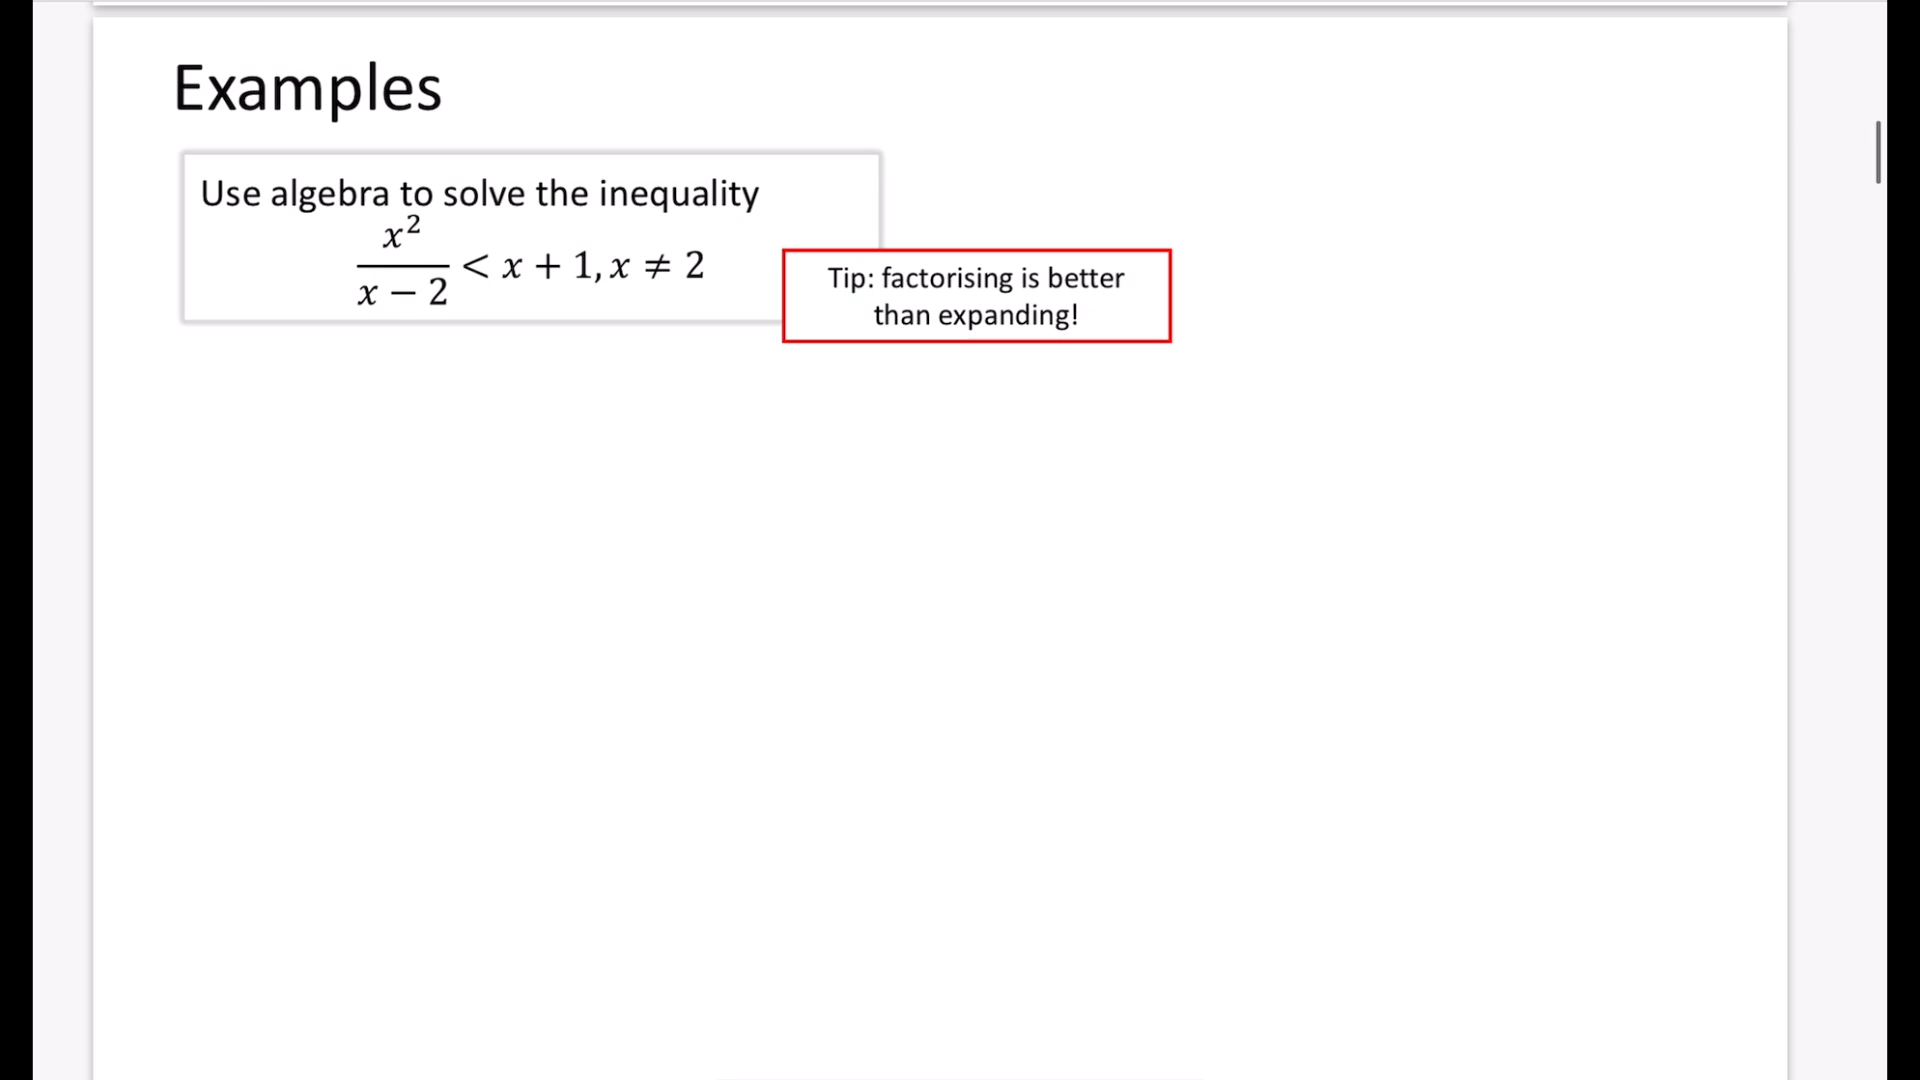 Examples
Use algebra to solve the inequality
x²/(x − 2) < x + 1, x ≠ 2
Tip: factorising is better
than expanding!